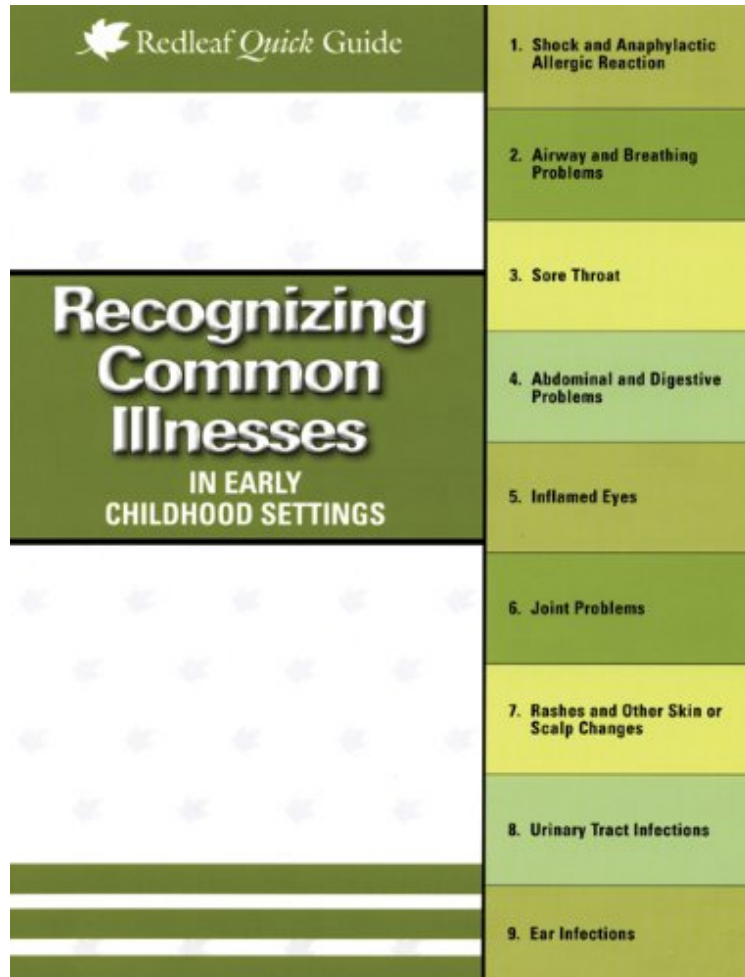 Redleaf Quick Guide
Recognizing
Common
Illnesses
IN EARLY
CHILDHOOD SETTINGS
1. Shock and Anaphylactic
Allergic Reaction
2. Airway and Breathing
Problems
3. Sore Throat
4. Abdominal and Digestive
Problems
5. Inflamed Eyes
6. Joint Problems
7. Rashes and Other Skin or
Scalp Changes
8. Urinary Tract Infections
9. Ear Infections